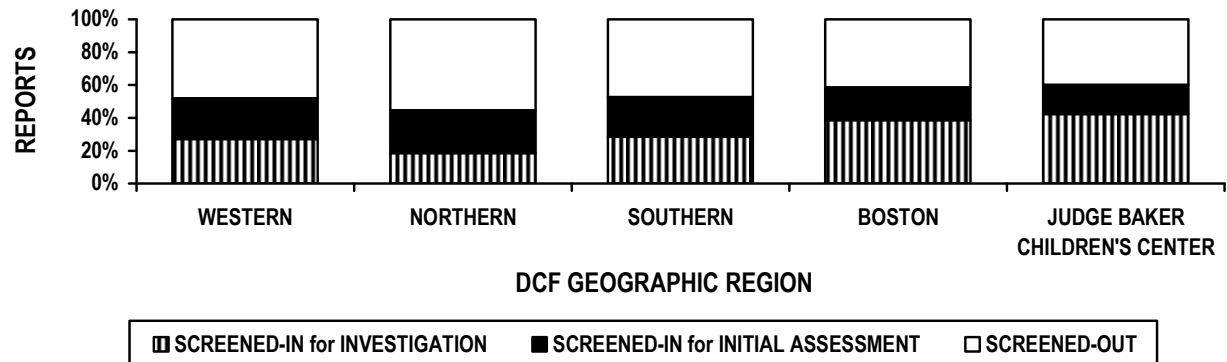 REPORTS
100%
80%
60%
40%
20%
0%
WESTERN NORTHERN SOUTHERN BOSTON JUDGE BAKER
CHILDREN'S CENTER
DCF GEOGRAPHIC REGION
SCREENED-IN for INVESTIGATION SCREENED-IN for INITIAL ASSESSMENT SCREENED-OUT